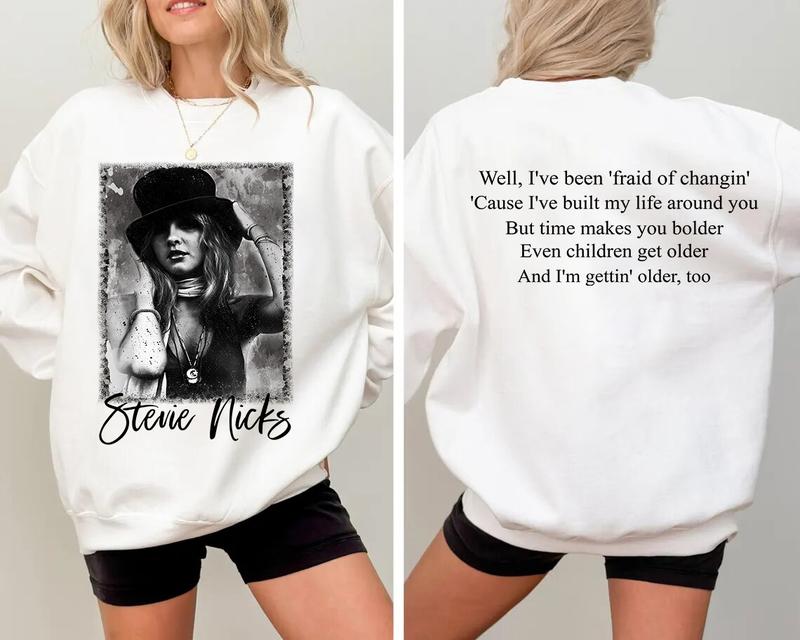 Stevie Nicks
Well, I've been 'fraid of changin'
'Cause I've built my life around you
But time makes you bolder
Even children get older
And I'm gettin' older, too